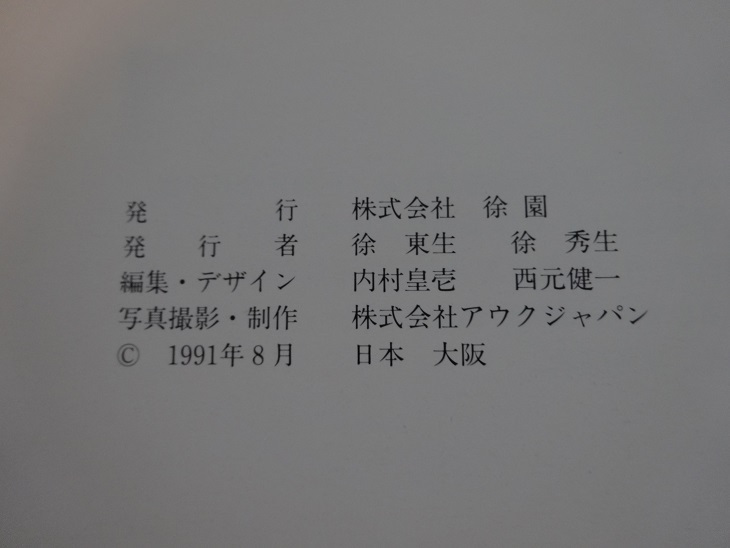 発　行　株式会社　徐園
発行者　徐　東生　徐　秀生
編集・デザイン　内村皇壱　西元健一
写真撮影・制作　株式会社アウクジャパン
©　1991年8月　日本　大阪